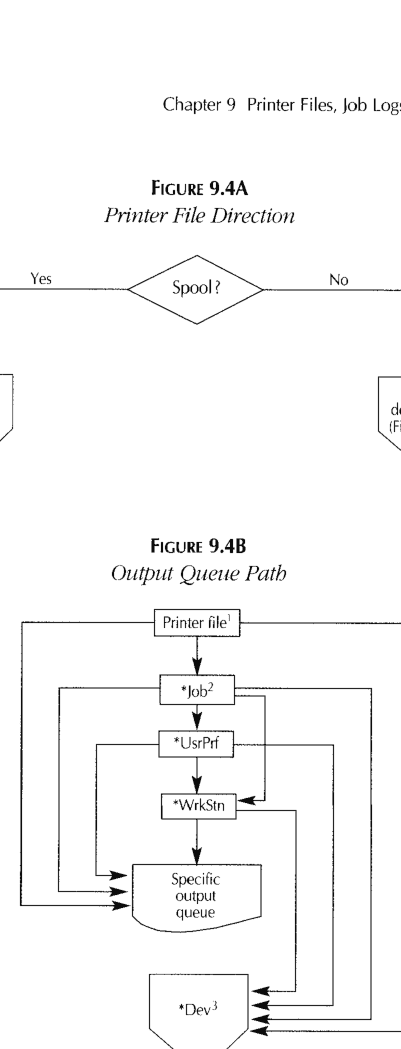 Chapter 9 Printer Files, Job Logs
FIGURE 9.4A
Printer File Direction
Yes
Spool?
No
FIGURE 9.4B
Output Queue Path
Printer file¹
*Job²
*UsrPrf
*WrkStn
Specific
output
queue
*Dev³